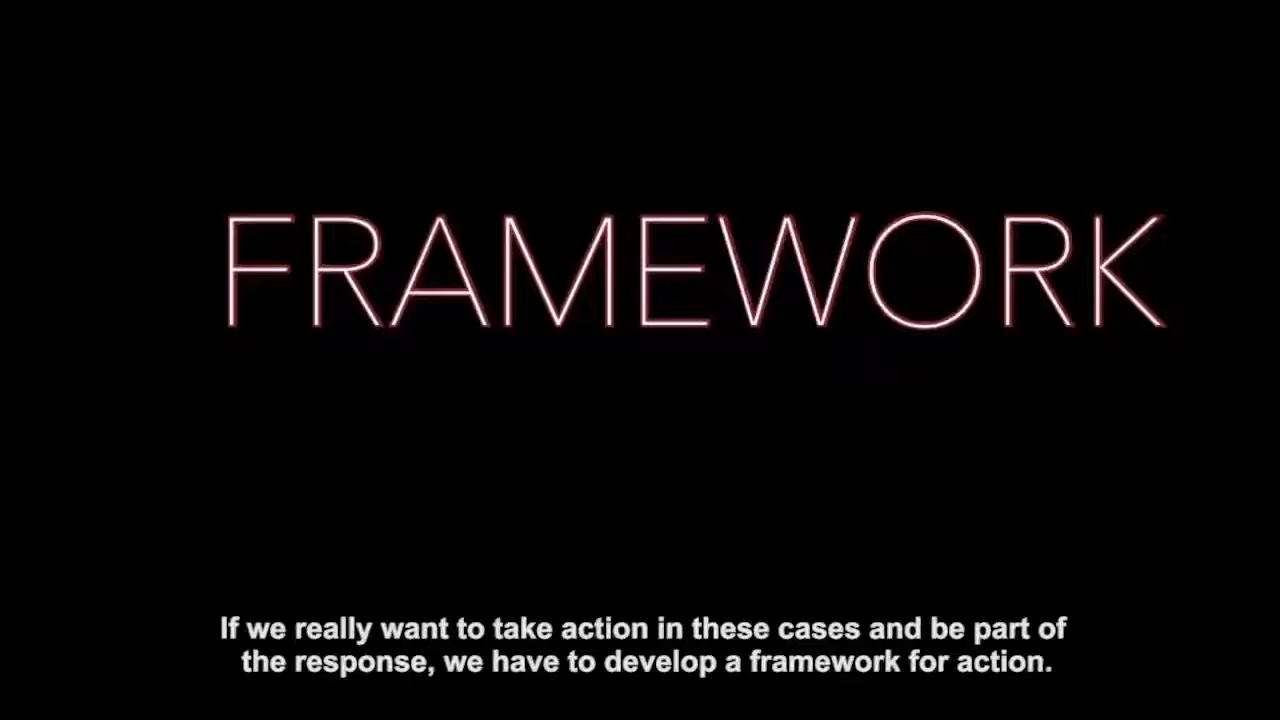 FRAMEWORK
If we really want to take action in these cases and be part of
the response, we have to develop a framework for action.